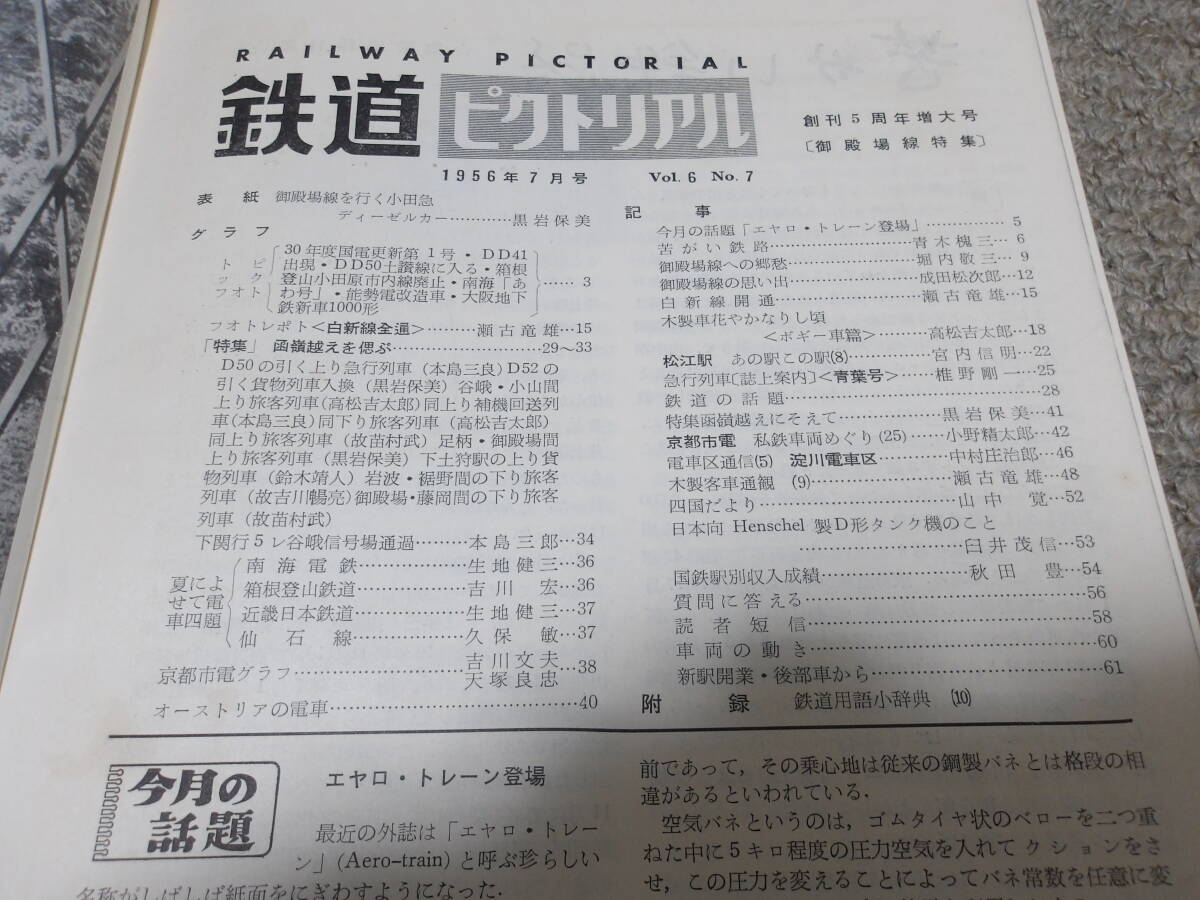 RAILWAY PICTORIAL
鉄道 ピクトリアル
創刊5周年増大号
〔御殿場線特集〕
1956年7月号 Vol. 6 No. 7
表紙 御殿場線を行く小田急
ディーゼルカー…………黒岩保美
グラフ
トピックフオト
30年度国電更新第1号・DD41
出現・DD50土讃線に入る・箱根
登山小田原市内線廃止・南海「あ
わ号」・能勢電改造車・大阪地下
鉄新車1000形
……3
フオトレポト<白新線全通>………瀬古竜雄…15
「特集」函嶺越えを偲ぶ……………………29～33
D50の引く上り急行列車(本島三良)D52の
引く貨物列車入換(黒岩保美)谷峨・小山間
上り旅客列車(高松吉太郎)同上り補機回送列
車(本島三良)同下り旅客列車(高松吉太郎)
同上り旅客列車(故苗村武)足柄・御殿場間
上り旅客列車(黒岩保美)下土狩駅の上り貨
物列車(鈴木靖人)岩波・裾野間の下り旅客
列車(故吉川暢亮)御殿場・藤岡間の下り旅客
列車(故苗村武)
下関行5レ谷峨信号場通過………本島三郎…34
夏によせて電車四題
南海電鉄………………生地健三…36
箱根登山鉄道……………吉川宏…36
近畿日本鉄道……………生地健三…37
仙石線………………久保敏…37
京都市電グラフ……………………吉川文夫 天塚良忠…38
オーストリアの電車………………………………40
記事
今月の話題「エヤロ・トレーン登場」……………5
苦がい鉄路……………………青木槐三…6
御殿場線への郷愁………………堀内敬三…9
御殿場線の思い出………………成田松次郎…12
白新線開通……………………瀬古竜雄…15
木製車花やかなりし頃
<ボギー車篇>………高松吉太郎…18
松江駅 あの駅この駅(8)……………宮内信明…22
急行列車〔誌上案内〕<青葉号>……椎野剛一…25
鉄道の話題………………………………28
特集函嶺越えにそえて………………黒岩保美…41
京都市電 私鉄車両めぐり(25)……小野精太郎…42
電車区通信(5) 淀川電車区…………中村庄治郎…46
木製客車通観 (9)…………………瀬古竜雄…48
四国だより…………………………山中覚…52
日本向 Henschel 製D形タンク機のこと
……………………臼井茂信…53
国鉄駅別収入成績…………………秋田豊…54
質問に答える………………………………56
読者短信………………………………58
車両の動き………………………………60
新駅開業・後部車から……………………………61
附録 鉄道用語小辞典 (10)
今月の話題
エヤロ・トレーン登場
最近の外誌は「エヤロ・トレー
ン」(Aero-train)と呼ぶ珍らしい
名称がしばしば紙面をにぎわすようになった.
前であって，その乗心地は従来の鋼製バネとは格段の相
違があるといわれている.
空気バネというのは，ゴムタイヤ状のベローを二つ重
ねた中に5キロ程度の圧力空気を入れてクションをさ
せ，この圧力を変えることによってバネ常数を任意に変